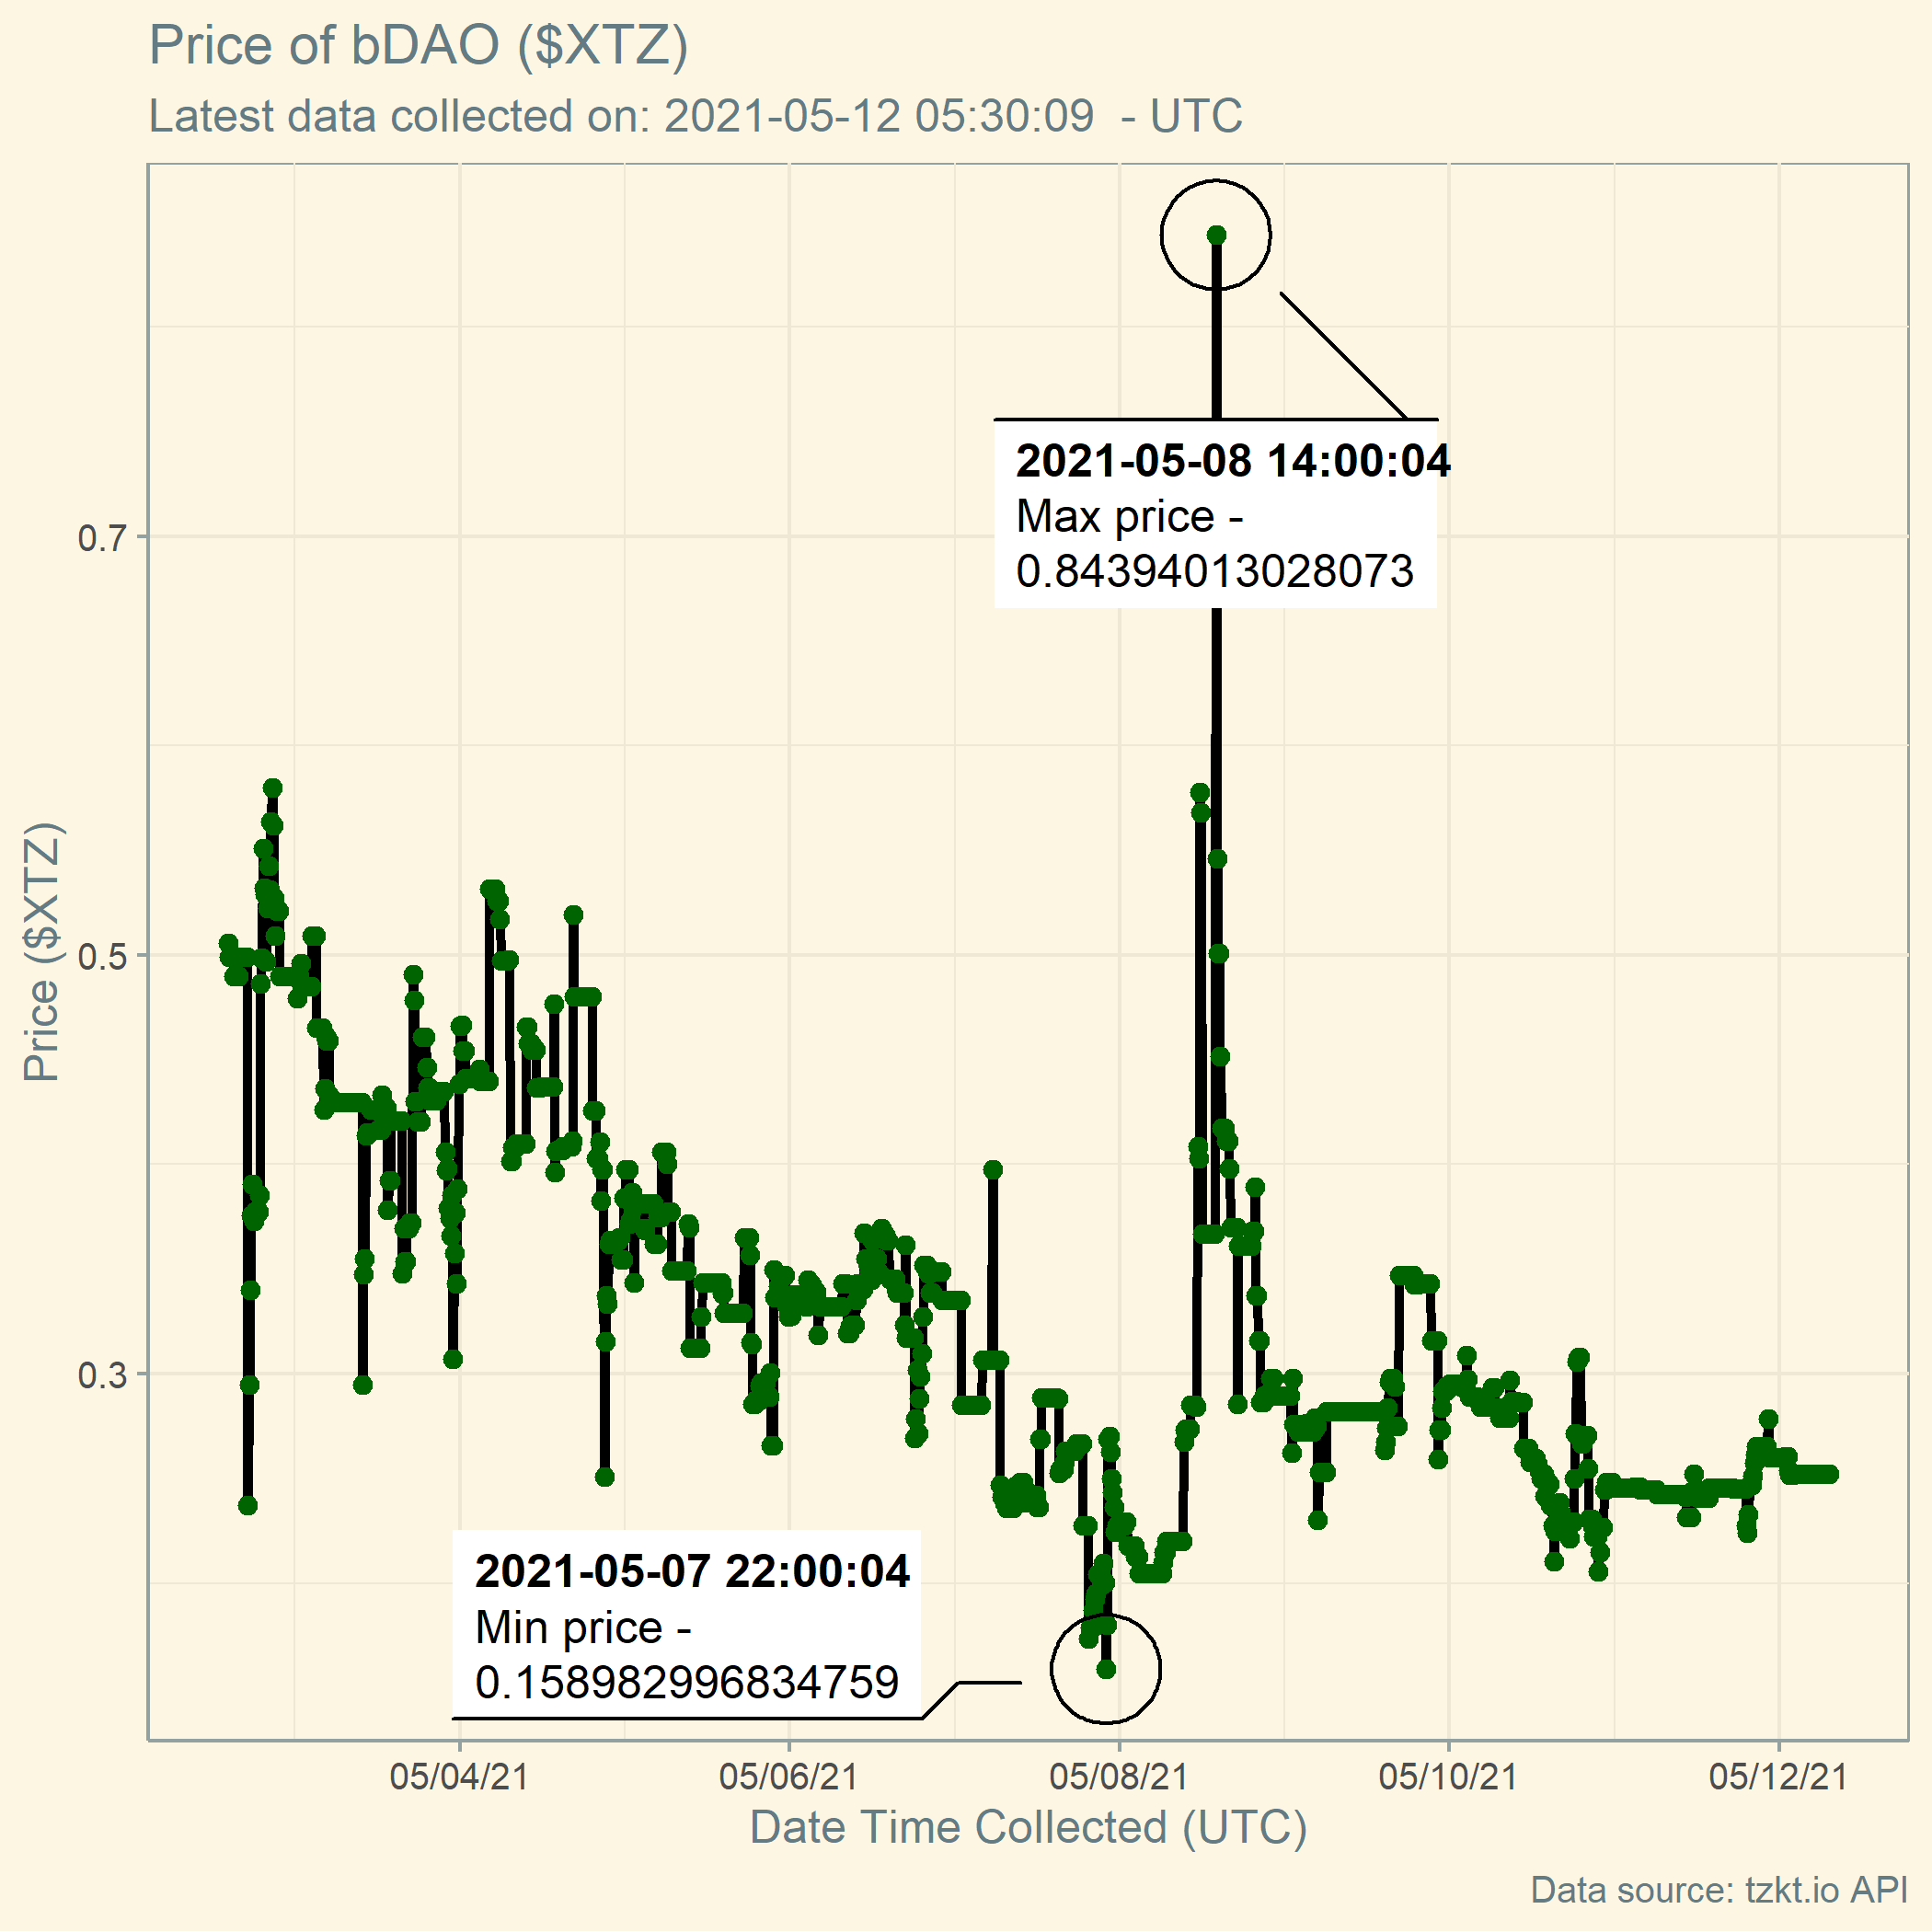 Price of bDAO ($XTZ)
Latest data collected on: 2021-05-12 05:30:09  - UTC
2021-05-08 14:00:04
Max price -
0.84394013028073
0.7
0.5
0.3
Price ($XTZ)
2021-05-07 22:00:04
Min price -
0.158982996834759
05/04/21
05/06/21
05/08/21
05/10/21
05/12/21
Date Time Collected (UTC)
Data source: tzkt.io API